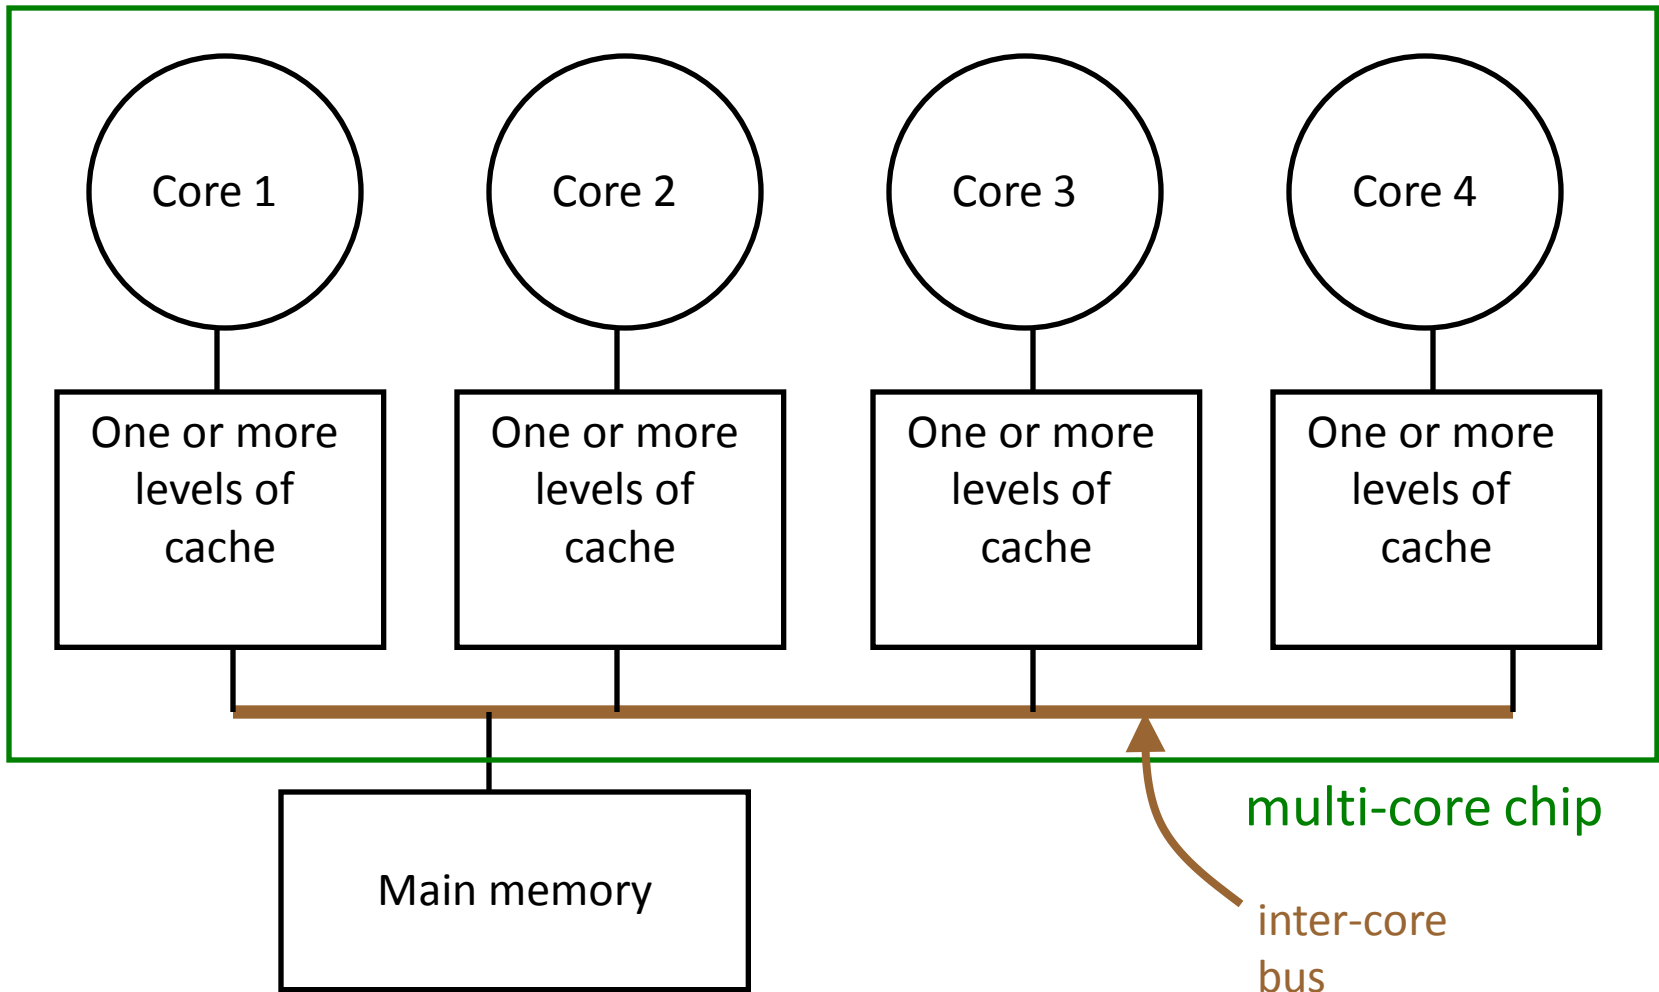 Core 1
Core 2
Core 3
Core 4
One or more
levels of
cache
One or more
levels of
cache
One or more
levels of
cache
One or more
levels of
cache
multi-core chip
Main memory
inter-core
bus